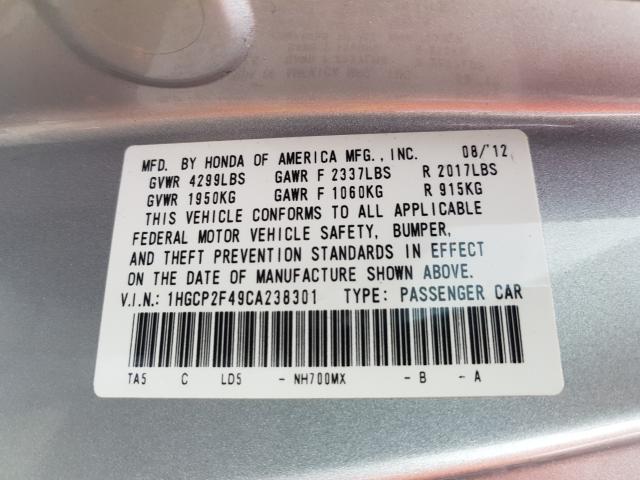 MFD. BY HONDA OF AMERICA MFG., INC. 08/'12
GVWR 4299LBS GAWR F 2337LBS R 2017LBS
GVWR 1950KG GAWR F 1060KG R 915KG
THIS VEHICLE CONFORMS TO ALL APPLICABLE
FEDERAL MOTOR VEHICLE SAFETY, BUMPER,
AND THEFT PREVENTION STANDARDS IN EFFECT
ON THE DATE OF MANUFACTURE SHOWN ABOVE.
V.I.N.: 1HGCP2F49CA238301 TYPE: PASSENGER CAR
TA5 C LD5 - NH700MX - B - A